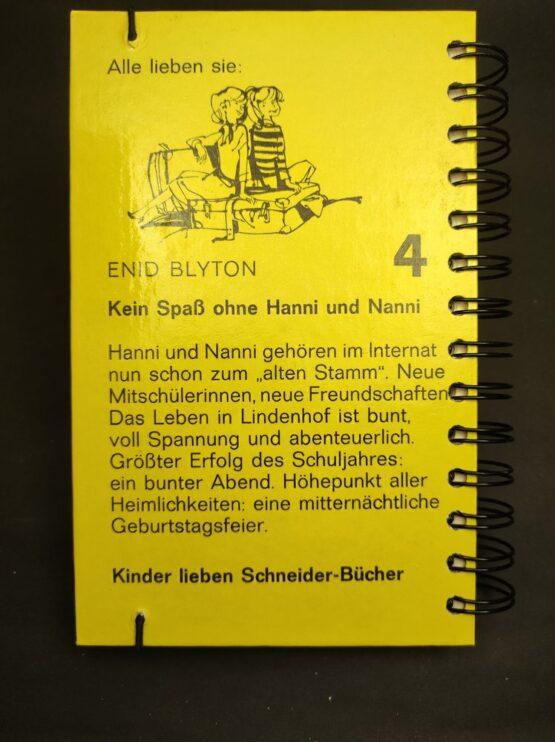 Alle lieben sie:
ENID BLYTON
4
Kein Spaß ohne Hanni und Nanni
Hanni und Nanni gehören im Internat
nun schon zum „alten Stamm“. Neue
Mitschülerinnen, neue Freundschaften
Das Leben in Lindenhof ist bunt,
voll Spannung und abenteuerlich.
Größter Erfolg des Schuljahres:
ein bunter Abend. Höhepunkt aller
Heimlichkeiten: eine mitternächtliche
Geburtstagsfeier.
Kinder lieben Schneider-Bücher